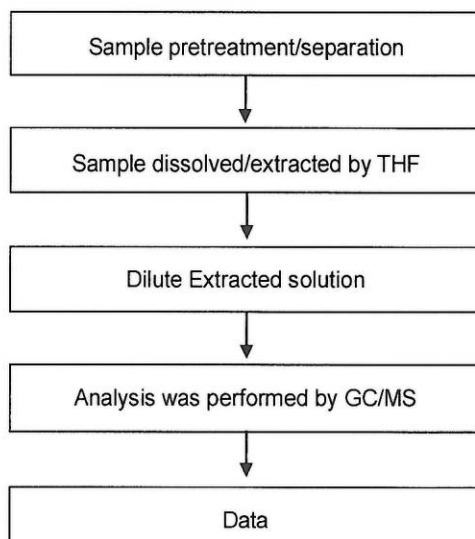 Sample pretreatment/separation
Sample dissolved/extracted by THF
Dilute Extracted solution
Analysis was performed by GC/MS
Data